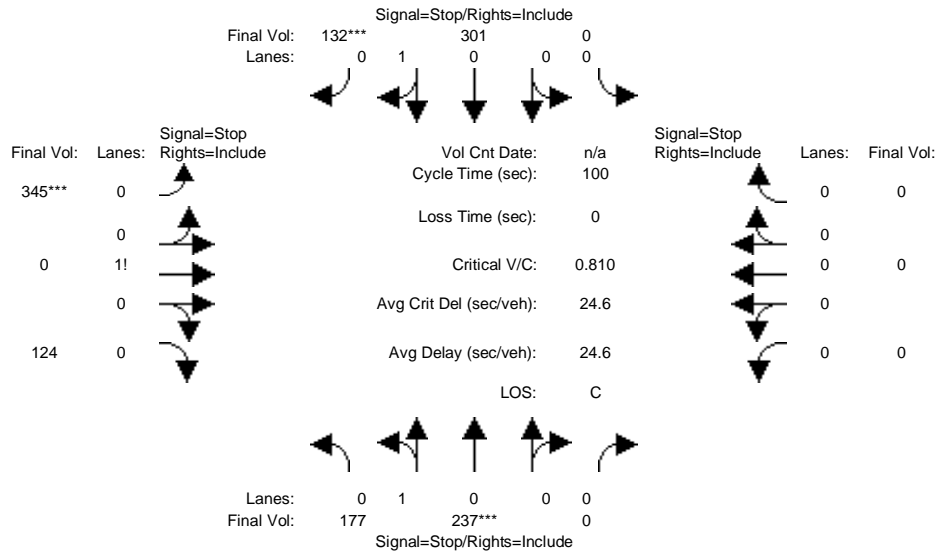 Signal=Stop/Rights=Include
Final Vol: 132*** 301 0
Lanes: 0 1 0 0 0
Signal=Stop
Final Vol: Lanes: Rights=Include
Vol Cnt Date: n/a
Signal=Stop
Rights=Include Lanes: Final Vol:
Cycle Time (sec): 100
345*** 0
0 0
Loss Time (sec): 0
0
0
0 1!
Critical V/C: 0.810
0 0
0
Avg Crit Del (sec/veh): 24.6
0
124 0
Avg Delay (sec/veh): 24.6
0 0
LOS: C
Lanes: 0 1 0 0 0
Final Vol: 177 237*** 0
Signal=Stop/Rights=Include